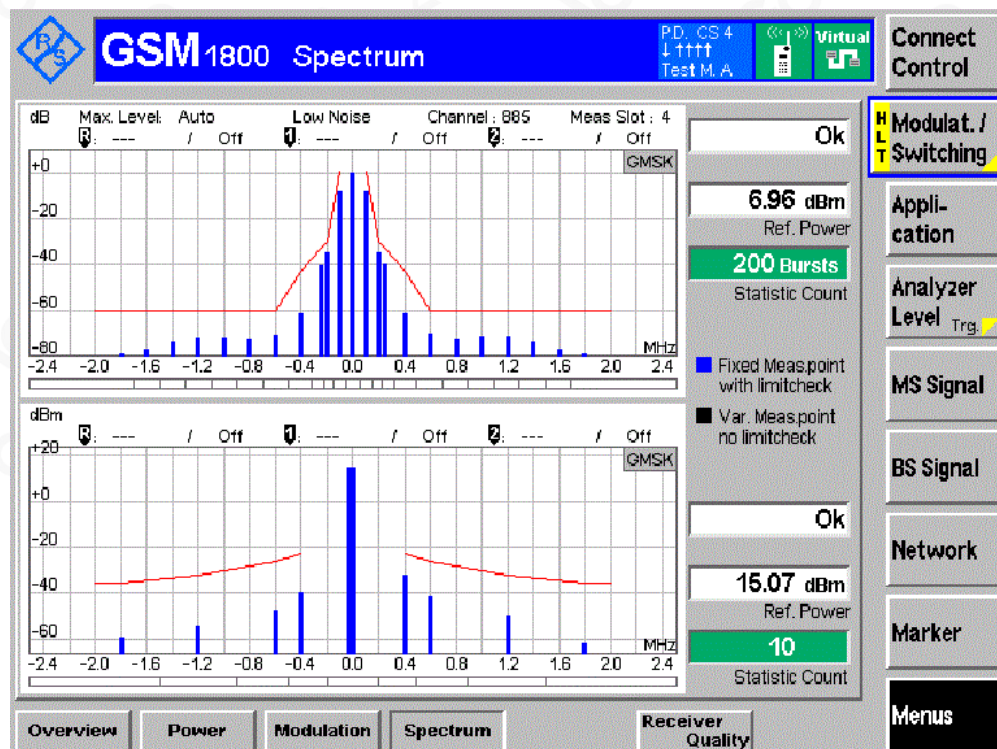 R/S GSM 1800 Spectrum PD, CS 4 Virtual
↓ ↑↑↑↑
Test M. A
Connect
Control
HLT Modulat. /
Switching
Appli-
cation
Analyzer
Level Trg.
MS Signal
BS Signal
Network
Marker
Menus
dB Max. Level: Auto Low Noise Channel : 885 Meas Slot : 4
R: --- / Off 1: --- / Off 2: --- / Off
GMSK
+0
-20
-40
-60
-80 MHz
-2.4 -2.0 -1.6 -1.2 -0.8 -0.4 0.0 0.4 0.8 1.2 1.6 2.0 2.4
Ok
6.96 dBm
Ref. Power
200 Bursts
Statistic Count
Fixed Meas.point
with limitcheck
Var. Meas.point
no limitcheck
dBm
R: --- / Off 1: --- / Off 2: --- / Off
+20
GMSK
+0
-20
-40
-60 MHz
-2.4 -2.0 -1.6 -1.2 -0.8 -0.4 0.0 0.4 0.8 1.2 1.6 2.0 2.4
Ok
15.07 dBm
Ref. Power
10
Statistic Count
Overview Power Modulation Spectrum Receiver
Quality